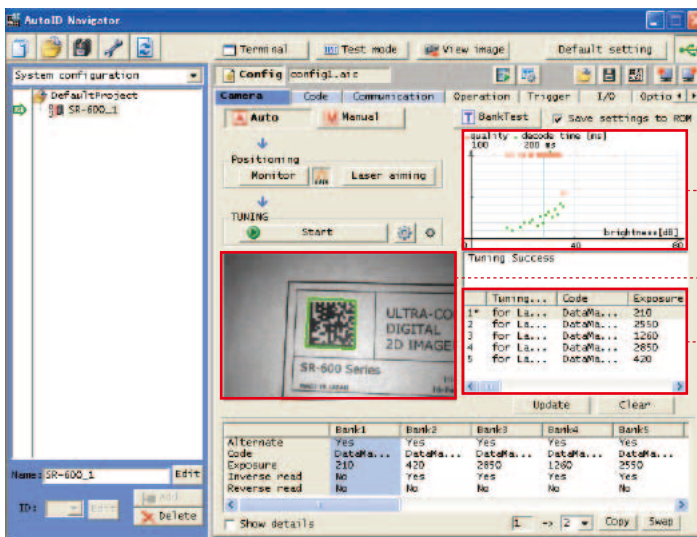 AutoID Navigator
Terminal
Test mode
View image
Default setting
System configuration
DefaultProject
SR-600_1
Config
config1.aic
Camera
Code
Communication
Operation
Trigger
I/O
Optio
Auto
Manual
BankTest
Save settings to ROM
Positioning
Monitor
Laser aiming
TUNING
Start
quality . decode time [ms]
100 200 ms
4
brightness[dB]
1 40 80
Tuning Success
ULTRA-CO
DIGITAL
2D IMAGE
SR-600 Series
MADE IN JAPAN
Tuning... Code Exposure
1* for La... DataMa... 210
2 for La... DataMa... 2550
3 for La... DataMa... 1260
4 for La... DataMa... 2850
5 for La... DataMa... 420
Update
Clear
Bank1 Bank2 Bank3 Bank4 Bank5
Alternate Yes Yes Yes Yes Yes
Code DataMa... DataMa... DataMa... DataMa... DataMa...
Exposure 210 420 2850 1260 2550
Inverse read No Yes Yes Yes Yes
Reverse read No No No No No
Name: SR-600_1 Edit
ID: Edit
Add
Delete
Show details
1 -> 2 Copy Swap